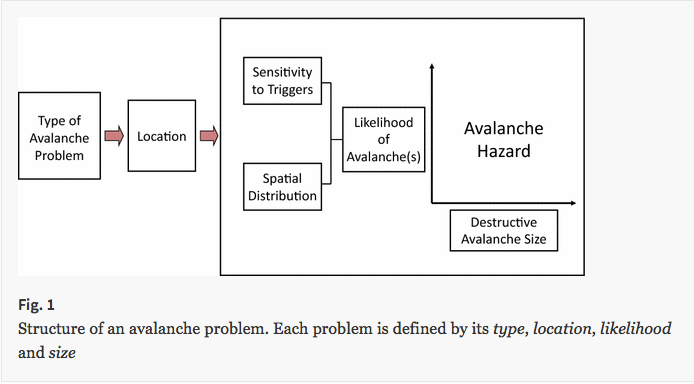 Type of
Avalanche
Problem
Location
Sensitivity
to Triggers
Spatial
Distribution
Likelihood
of
Avalanche(s)
Avalanche
Hazard
Destructive
Avalanche Size
Fig. 1
Structure of an avalanche problem. Each problem is defined by its type, location, likelihood
and size